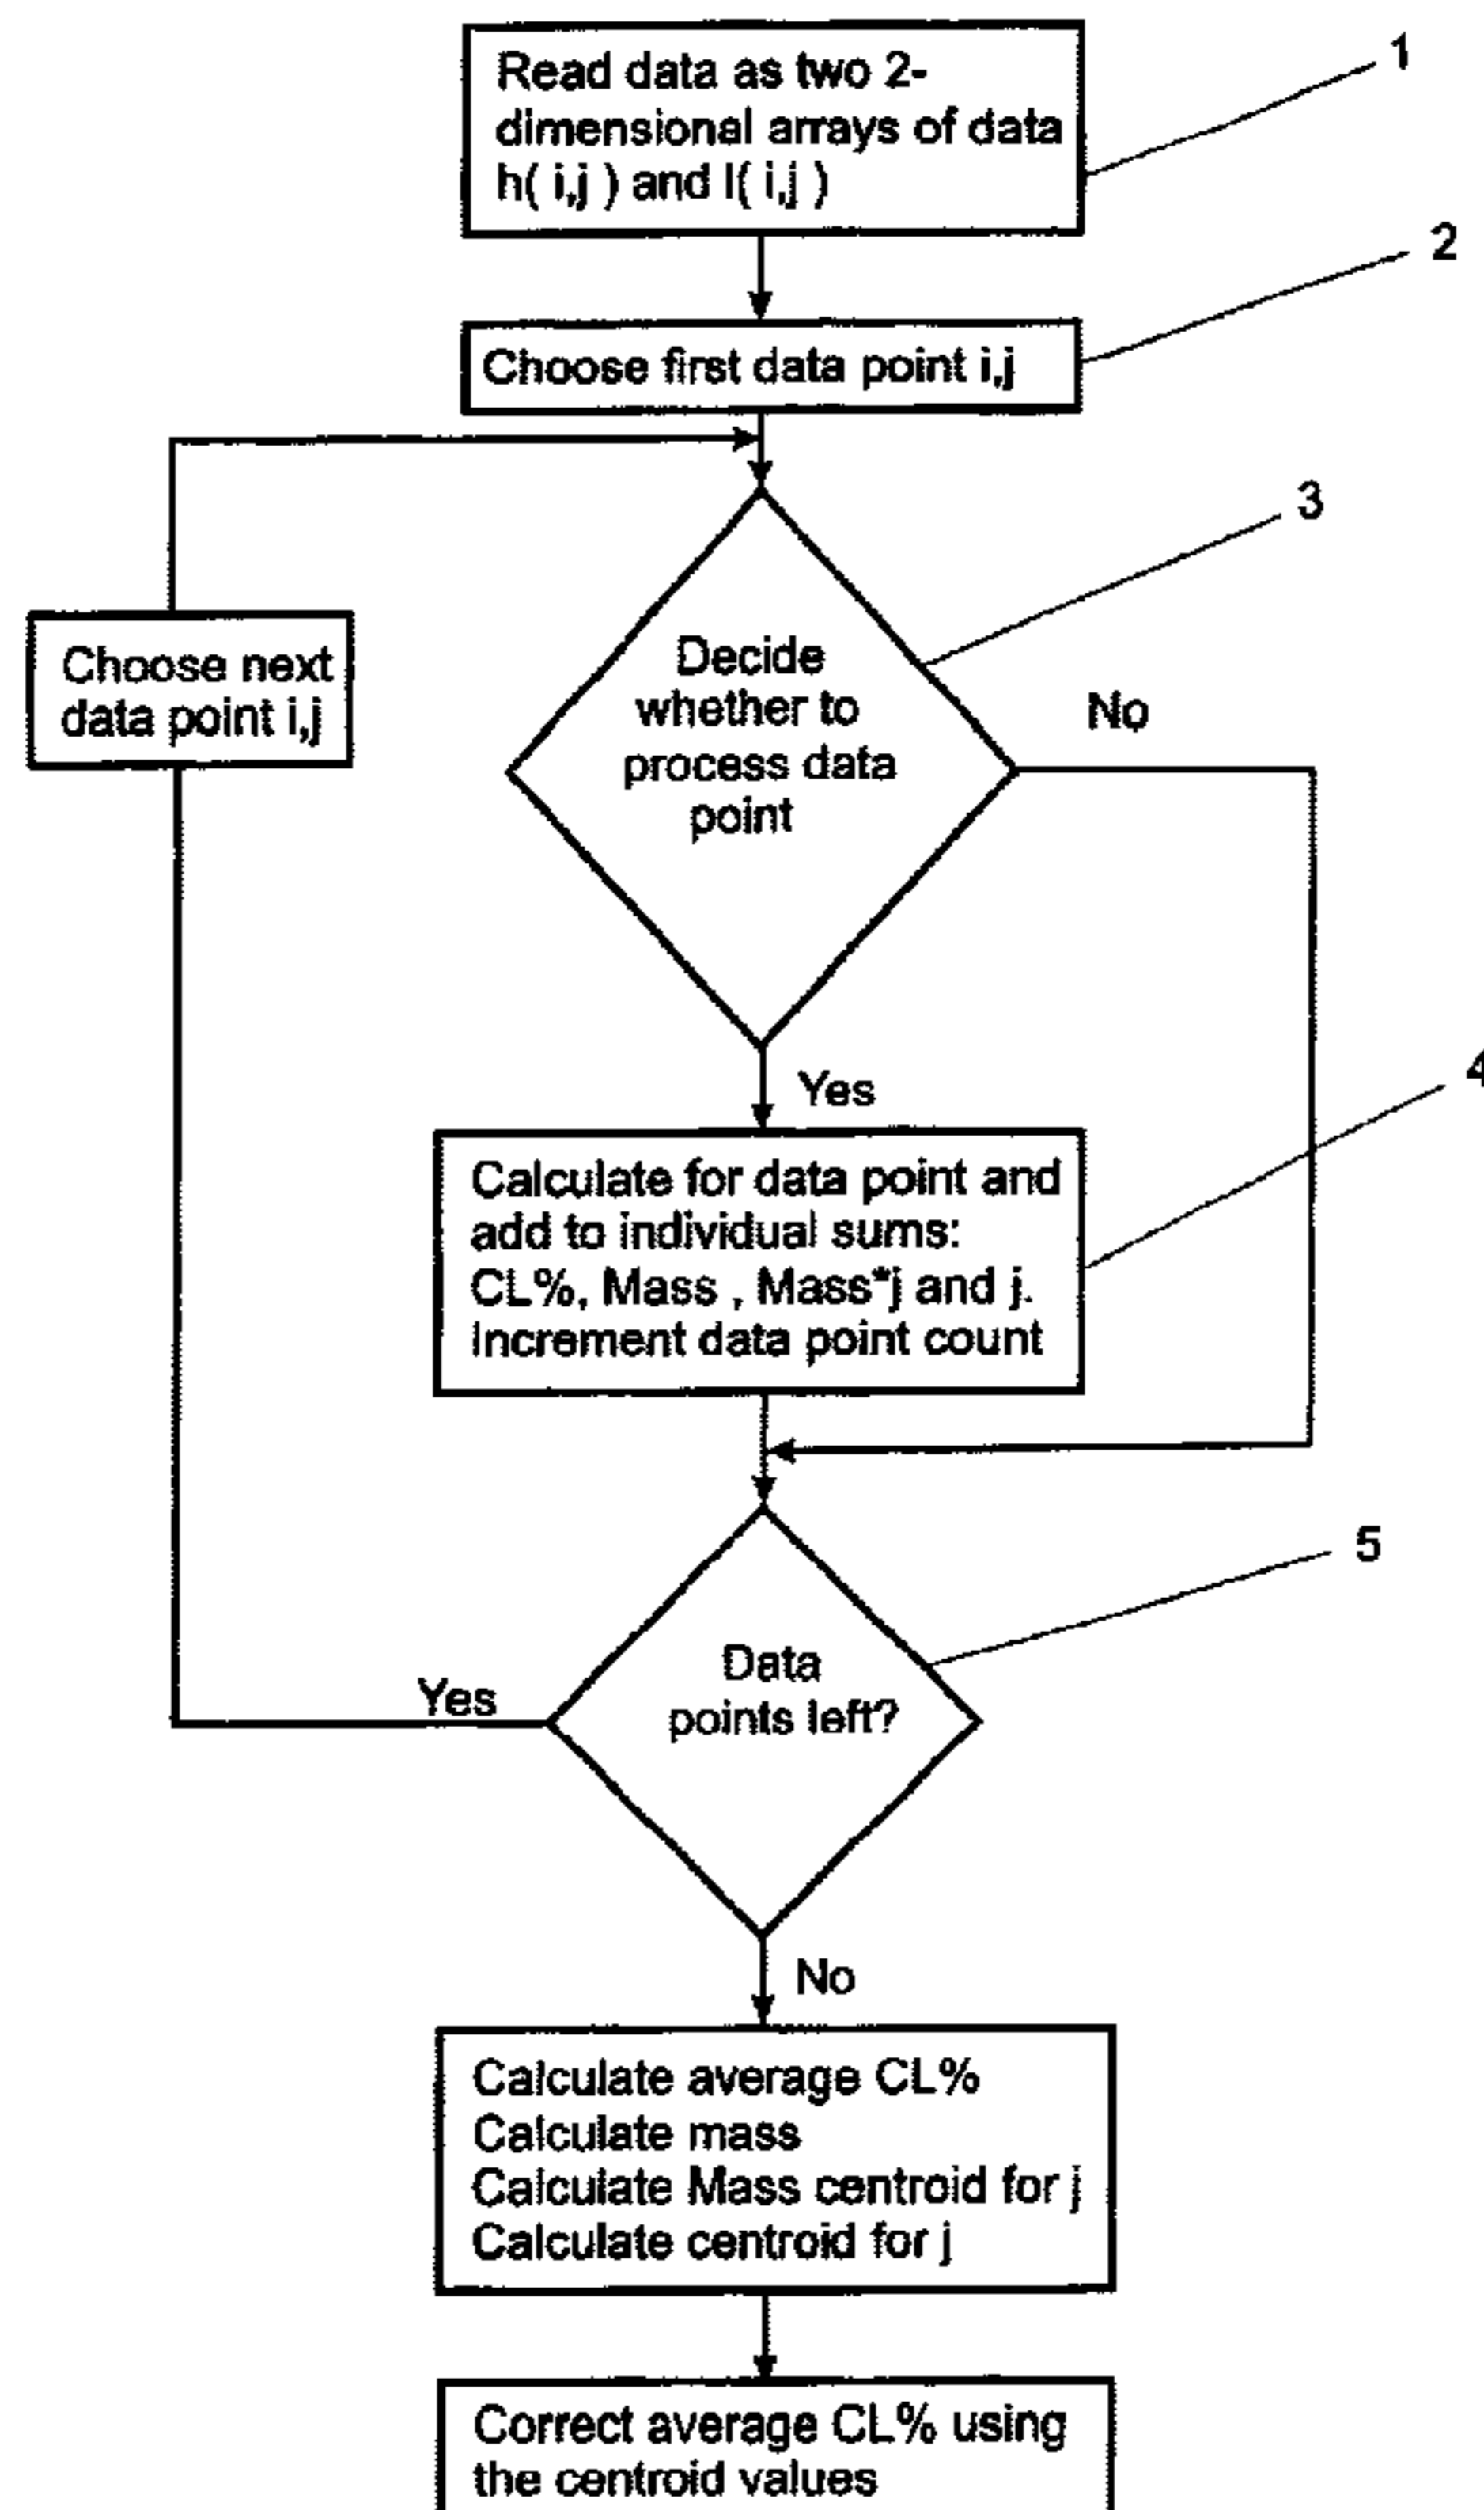 Read data as two 2-
dimensional arrays of data
h( i,j ) and l( i,j )
1
2
Choose first data point i,j
3
Choose next
data point i,j
Decide
whether to
process data
point
No
Yes
4
Calculate for data point and
add to individual sums:
CL%, Mass , Mass*j and j.
Increment data point count
5
Data
points left?
Yes
No
Calculate average CL%
Calculate mass
Calculate Mass centroid for j
Calculate centroid for j
Correct average CL% using
the centroid values